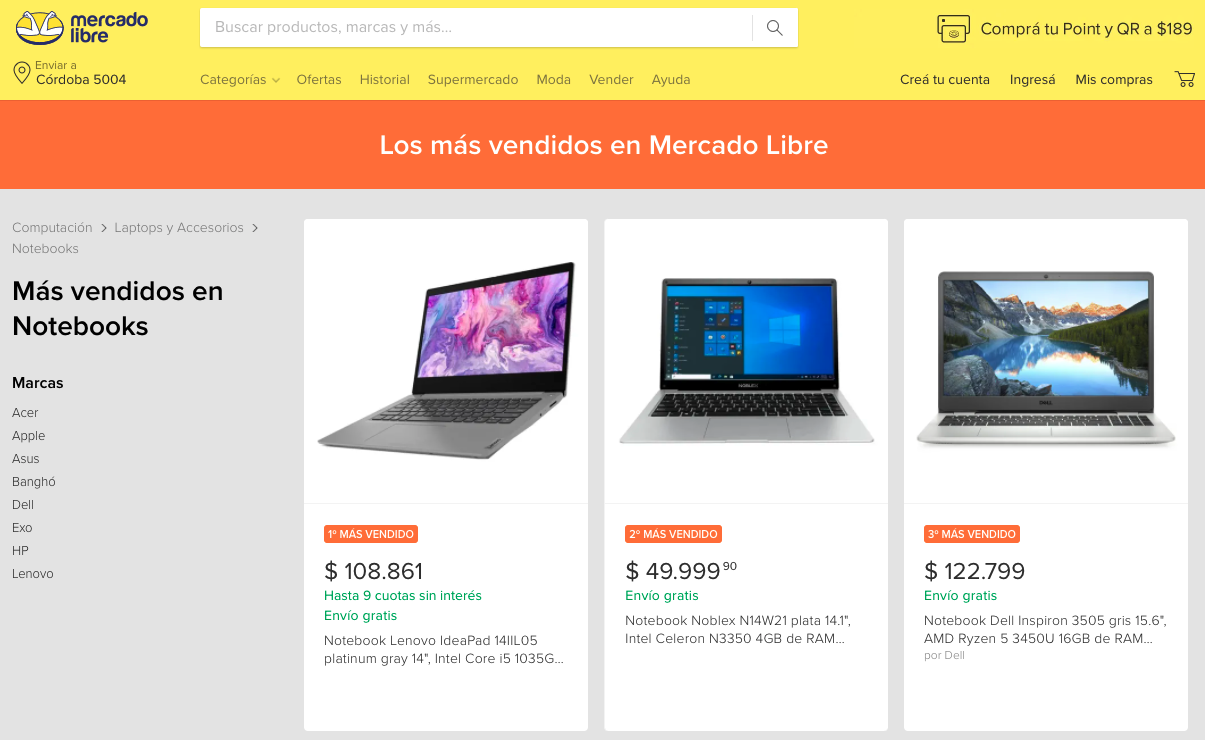 mercado
libre
Buscar productos, marcas y más...
Comprá tu Point y QR a $189
Enviar a
Córdoba 5004
Categorías
Ofertas
Historial
Supermercado
Moda
Vender
Ayuda
Creá tu cuenta
Ingresá
Mis compras
Los más vendidos en Mercado Libre
Computación > Laptops y Accesorios >
Notebooks
Más vendidos en
Notebooks
Marcas
Acer
Apple
Asus
Banghó
Dell
Exo
HP
Lenovo
1º MÁS VENDIDO
$ 108.861
Hasta 9 cuotas sin interés
Envío gratis
Notebook Lenovo IdeaPad 14IIL05
platinum gray 14", Intel Core i5 1035G...
NOBLEX
2º MÁS VENDIDO
$ 49.999 90
Envío gratis
Notebook Noblex N14W21 plata 14.1",
Intel Celeron N3350 4GB de RAM...
DELL
3º MÁS VENDIDO
$ 122.799
Envío gratis
Notebook Dell Inspiron 3505 gris 15.6",
AMD Ryzen 5 3450U 16GB de RAM...
por Dell